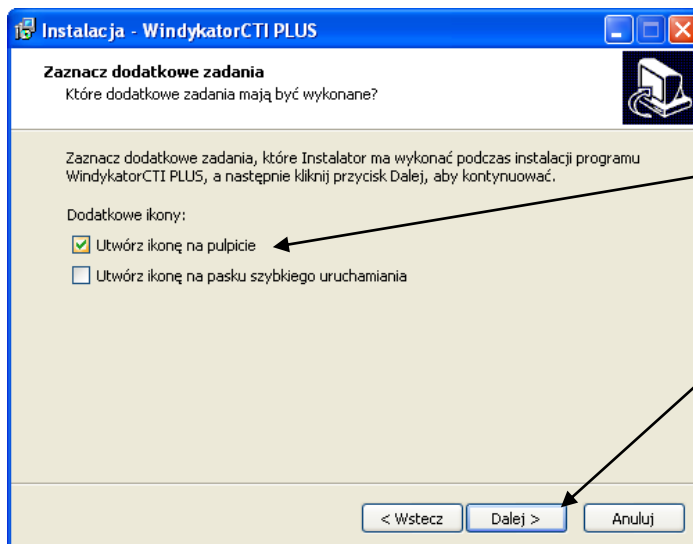 Instalacja - WindykatorCTI PLUS
Zaznacz dodatkowe zadania
Które dodatkowe zadania mają być wykonane?
Zaznacz dodatkowe zadania, które Instalator ma wykonać podczas instalacji programu
WindykatorCTI PLUS, a następnie kliknij przycisk Dalej, aby kontynuować.
Dodatkowe ikony:
Utwórz ikonę na pulpicie
Utwórz ikonę na pasku szybkiego uruchamiania
< Wstecz Dalej > Anuluj